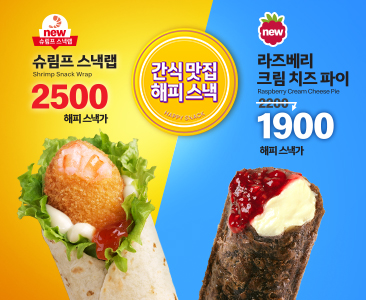 new
슈림프 스낵랩
슈림프 스낵랩
Shrimp Snack Wrap
2500
해피 스낵가
간식 맛집
해피 스낵
HAPPY SNACK
new
라즈베리
크림 치즈 파이
Raspberry Cream Cheese Pie
2200
1900
해피 스낵가